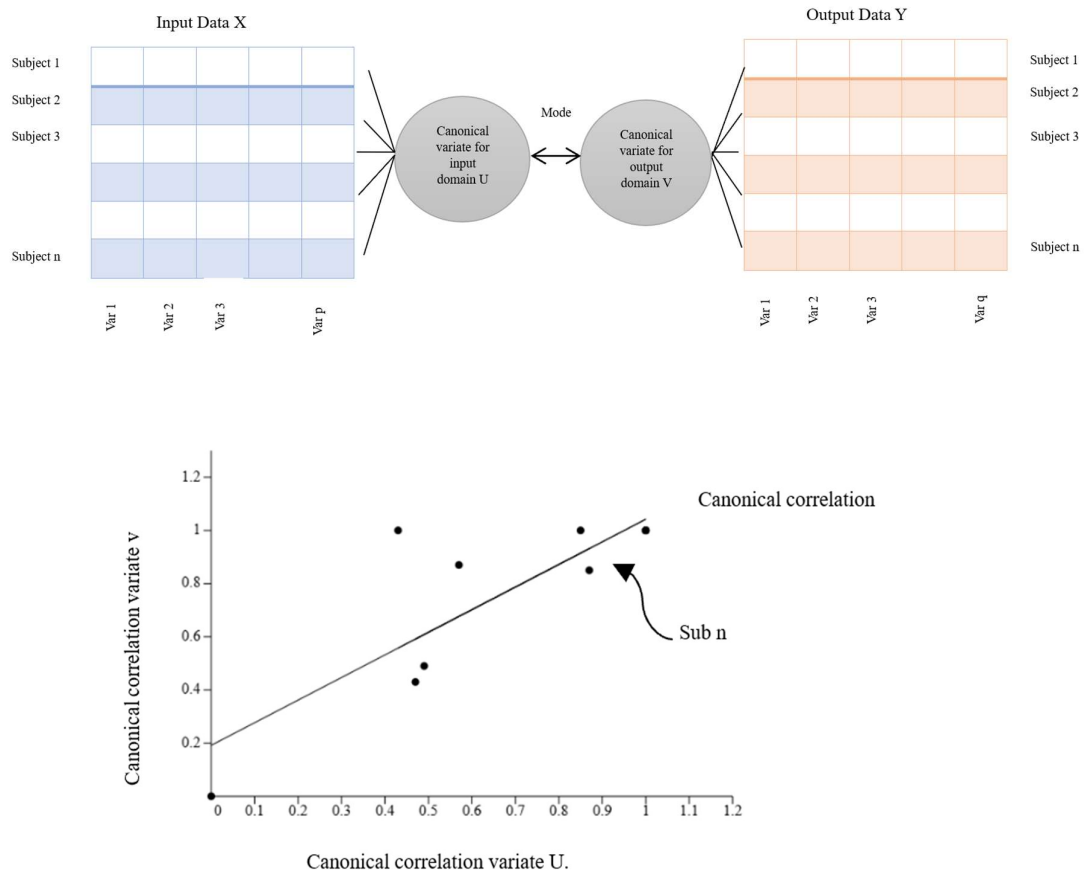 Input Data X
Output Data Y
Subject 1
Subject 2
Subject 3
Subject n
Var 1
Var 2
Var 3
Var p
Canonical
variate for
input
domain U
Mode
Canonical
variate for
output
domain V
Subject 1
Subject 2
Subject 3
Subject n
Var 1
Var 2
Var 3
Var q
Canonical correlation variate v
1.2
1
0.8
0.6
0.4
0.2
0 0.1 0.2 0.3 0.4 0.5 0.6 0.7 0.8 0.9 1 1.1 1.2
Canonical correlation
Sub n
Canonical correlation variate U.